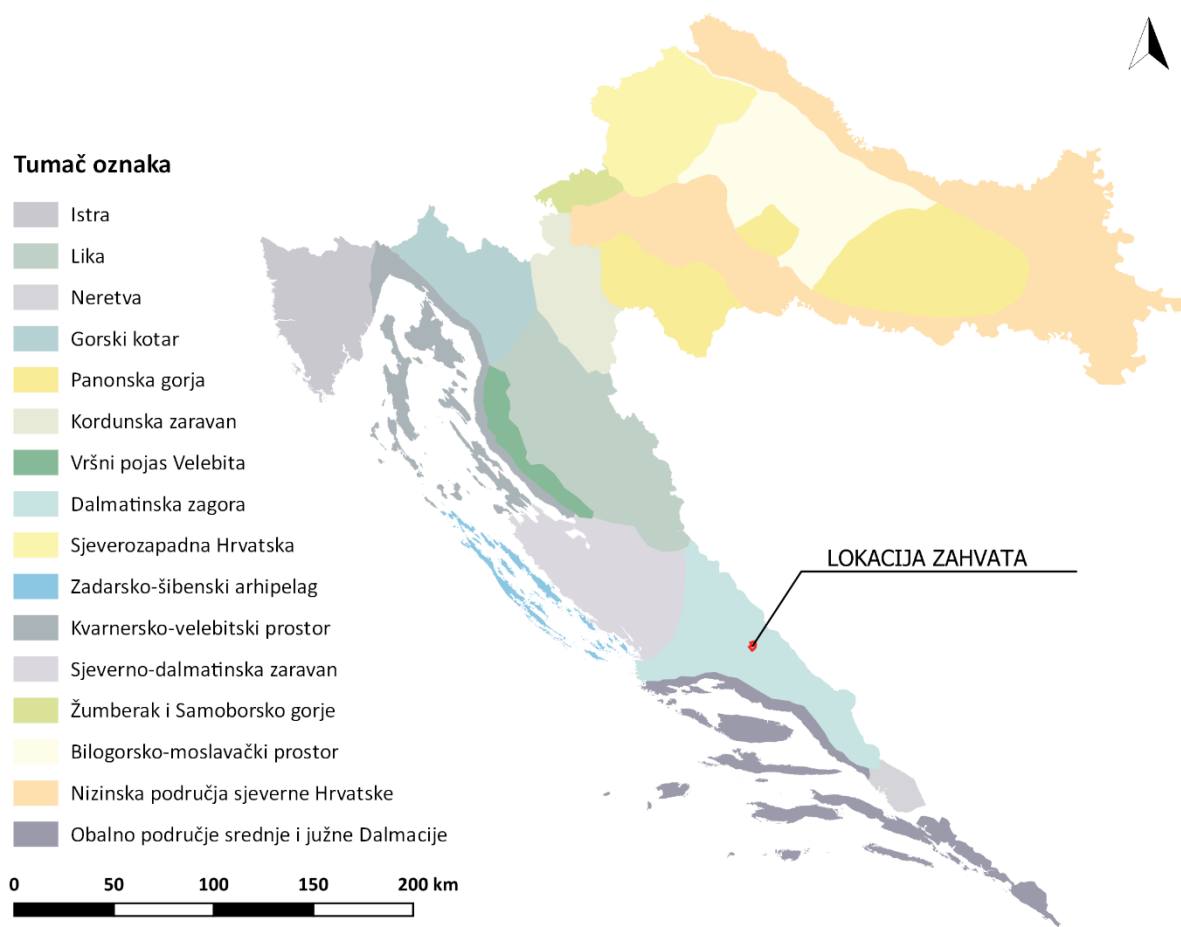 Tumač oznaka
Istra
Lika
Neretva
Gorski kotar
Panonska gorja
Kordunska zaravan
Vršni pojas Velebita
Dalmatinska zagora
Sjeverozapadna Hrvatska
Zadarsko-šibenski arhipelag
Kvarnersko-velebitski prostor
Sjeverno-dalmatinska zaravan
Žumberak i Samoborsko gorje
Bilogorsko-moslavački prostor
Nizinska područja sjeverne Hrvatske
Obalno područje srednje i južne Dalmacije
0 50 100 150 200 km
LOKACIJA ZAHVATA